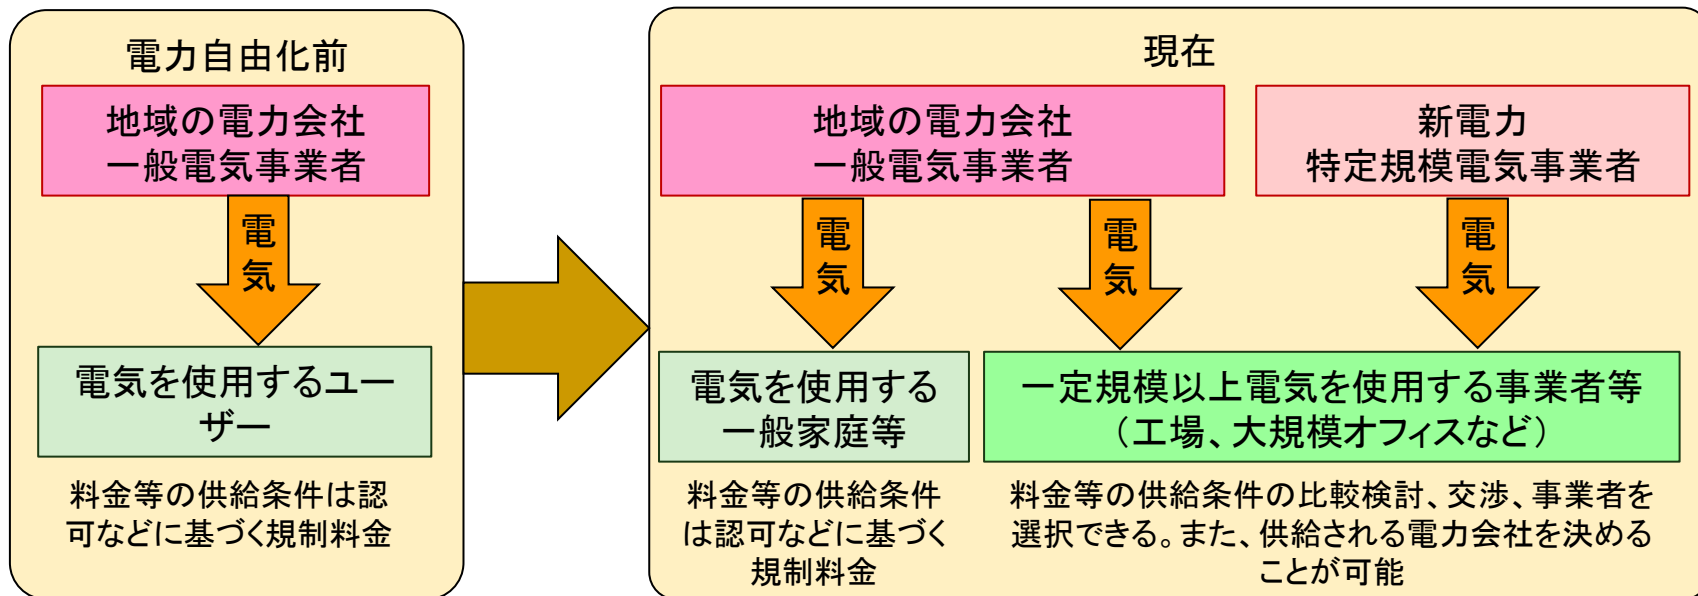 電力自由化前
地域の電力会社
一般電気事業者
電
気
電気を使用するユー
ザー
料金等の供給条件は認
可などに基づく規制料金
現在
地域の電力会社
一般電気事業者
新電力
特定規模電気事業者
電
気
電
気
電
気
電気を使用する
一般家庭等
一定規模以上電気を使用する事業者等
（工場、大規模オフィスなど）
料金等の供給条件
は認可などに基づく
規制料金
料金等の供給条件の比較検討、交渉、事業者を
選択できる。また、供給される電力会社を決める
ことが可能